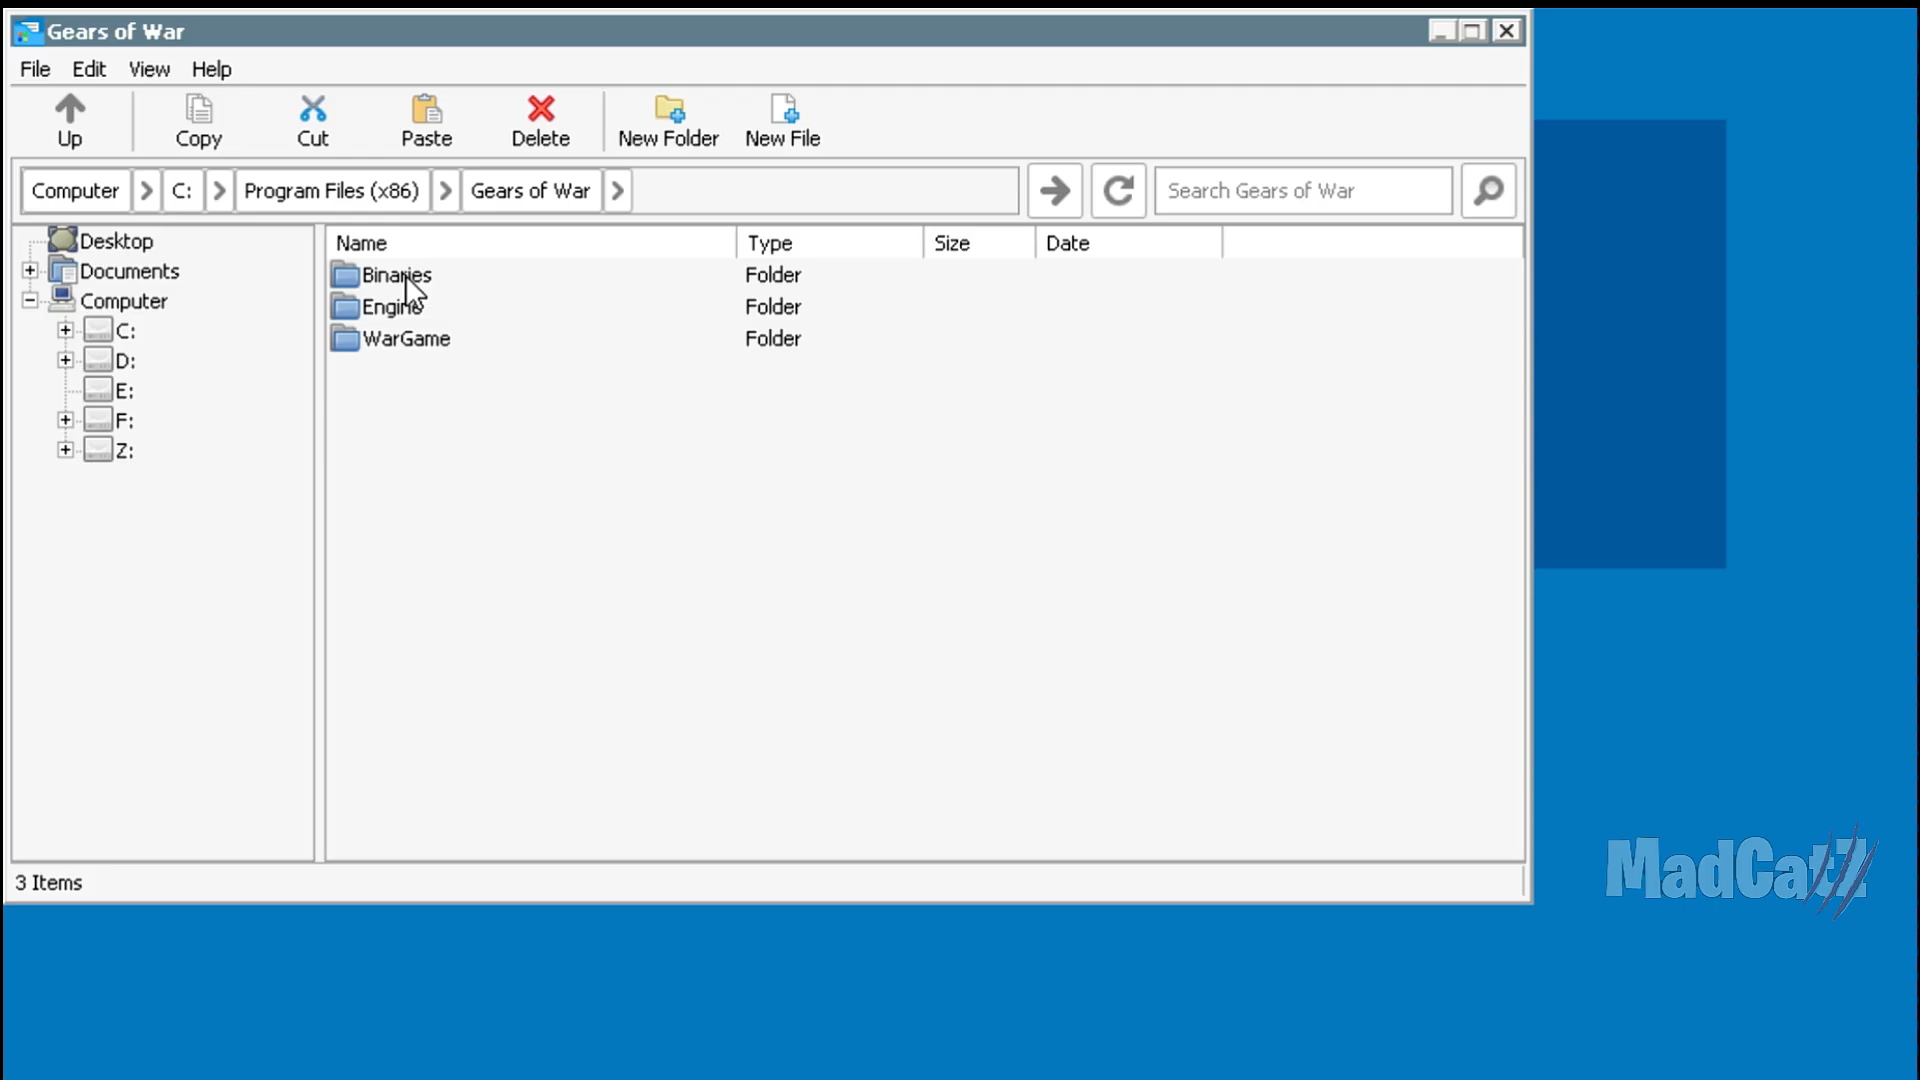 Gears of War
File Edit View Help
Up Copy Cut Paste Delete New Folder New File
Computer C: Program Files (x86) Gears of War Search Gears of War
Desktop
Documents
Computer
C:
D:
E:
F:
Z:
Name Type Size Date
Binaries Folder
Engine Folder
WarGame Folder
3 Items
MadCatZ